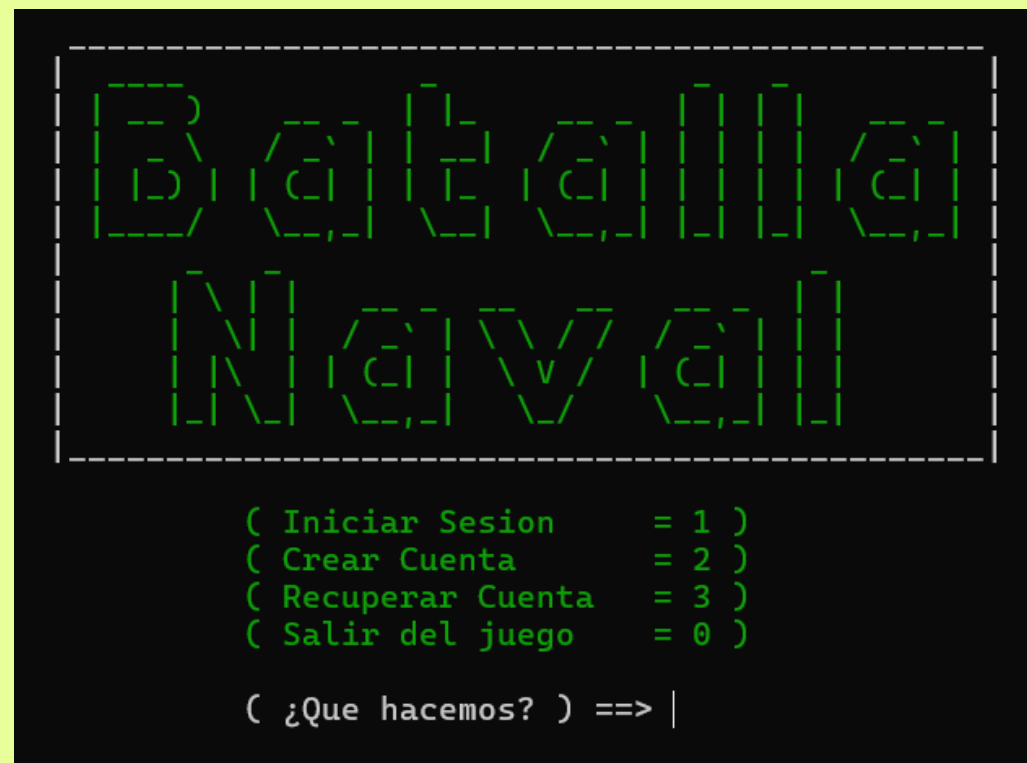 Batalla
Naval
( Iniciar Sesion     = 1 )
( Crear Cuenta       = 2 )
( Recuperar Cuenta   = 3 )
( Salir del juego    = 0 )
( ¿Que hacemos? ) ==>